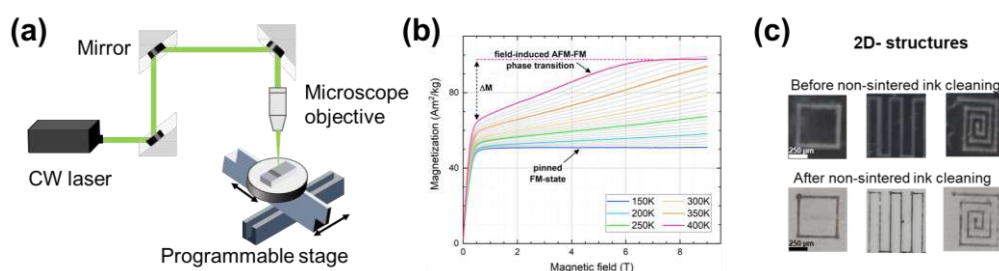 (a)
Mirror
Microscope
objective
CW laser
Programmable stage
(b)
Magnetization (Am²/kg)
80
60
40
0
field-induced AFM-FM
phase transition
ΔM
pinned
FM-state
150K
200K
250K
300K
350K
400K
0
2
4
6
8
Magnetic field (T)
(c)
2D- structures
Before non-sintered ink cleaning
250 µm
After non-sintered ink cleaning
250 µm